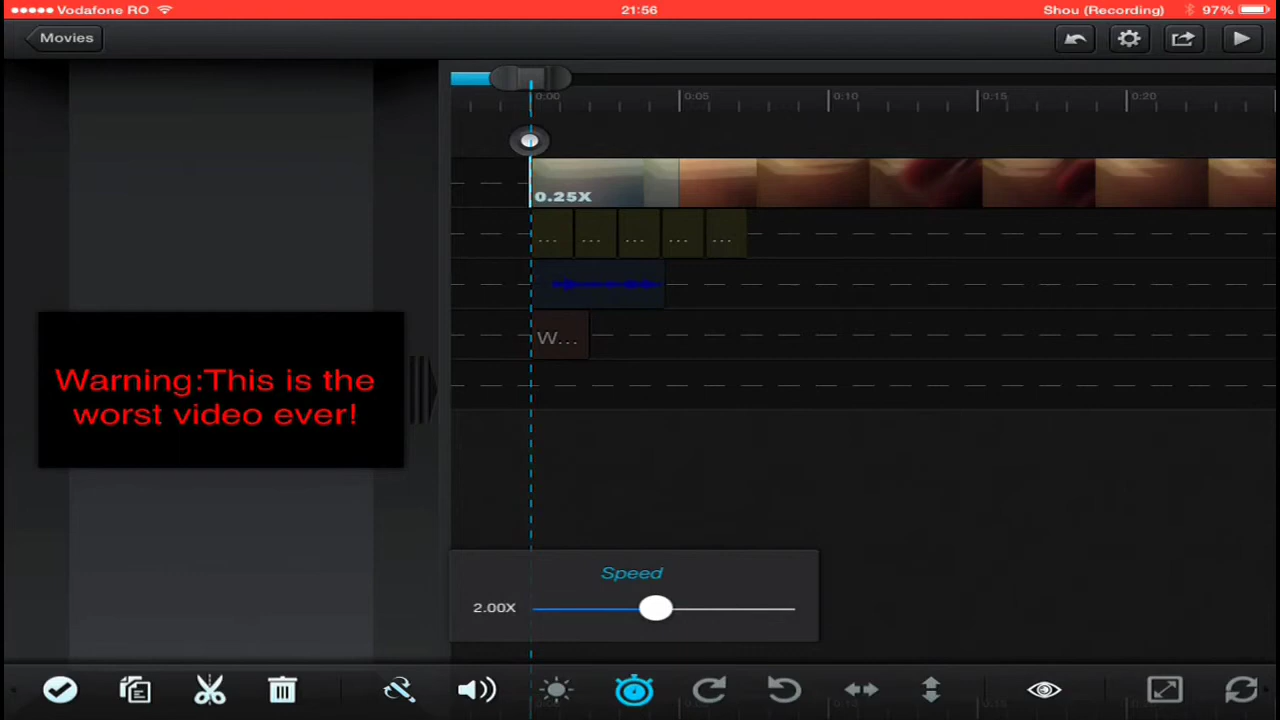 Vodafone RO
21:56
Shou (Recording)
97%
Movies
0:00
0:05
0:10
0:15
0:20
0.25X
... ... ... ... ...
W...
Warning:This is the
worst video ever!
Speed
2.00X